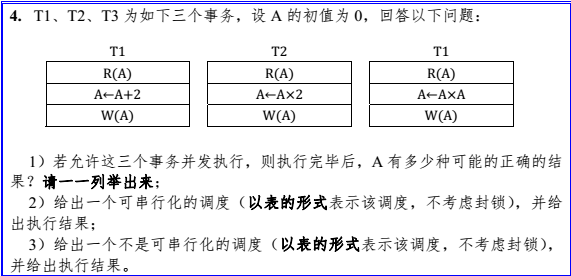 4. T1、T2、T3 为如下三个事务，设 A 的初值为 0，回答以下问题：
T1 T2 T1
R(A) R(A) R(A)
A←A+2 A←A×2 A←A×A
W(A) W(A) W(A)
1）若允许这三个事务并发执行，则执行完毕后，A 有多少种可能的正确的结
果？请一一列举出来；
2）给出一个可串行化的调度（以表的形式表示该调度，不考虑封锁），并给
出执行结果；
3）给出一个不是可串行化的调度（以表的形式表示该调度，不考虑封锁），
并给出执行结果。